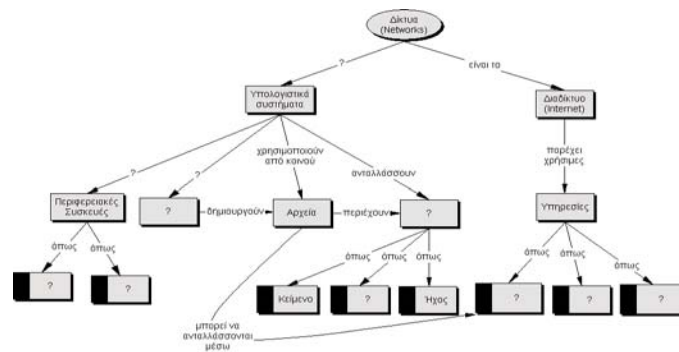 Δίκτυα
(Networks)
?
είναι το
Υπολογιστικά
συστήματα
Διαδίκτυο
(Internet)
?
?
χρησιμοποιούν
από κοινού
ανταλλάσσουν
παρέχει
χρήσιμες
Περιφερειακές
Συσκευές
?
δημιουργούν
Αρχεία
περιέχουν
?
Υπηρεσίες
όπως
όπως
όπως
όπως
όπως
όπως
όπως
όπως
?
?
Κείμενο
?
Ήχος
?
?
?
μπορεί να
ανταλλάσσονται
μέσω